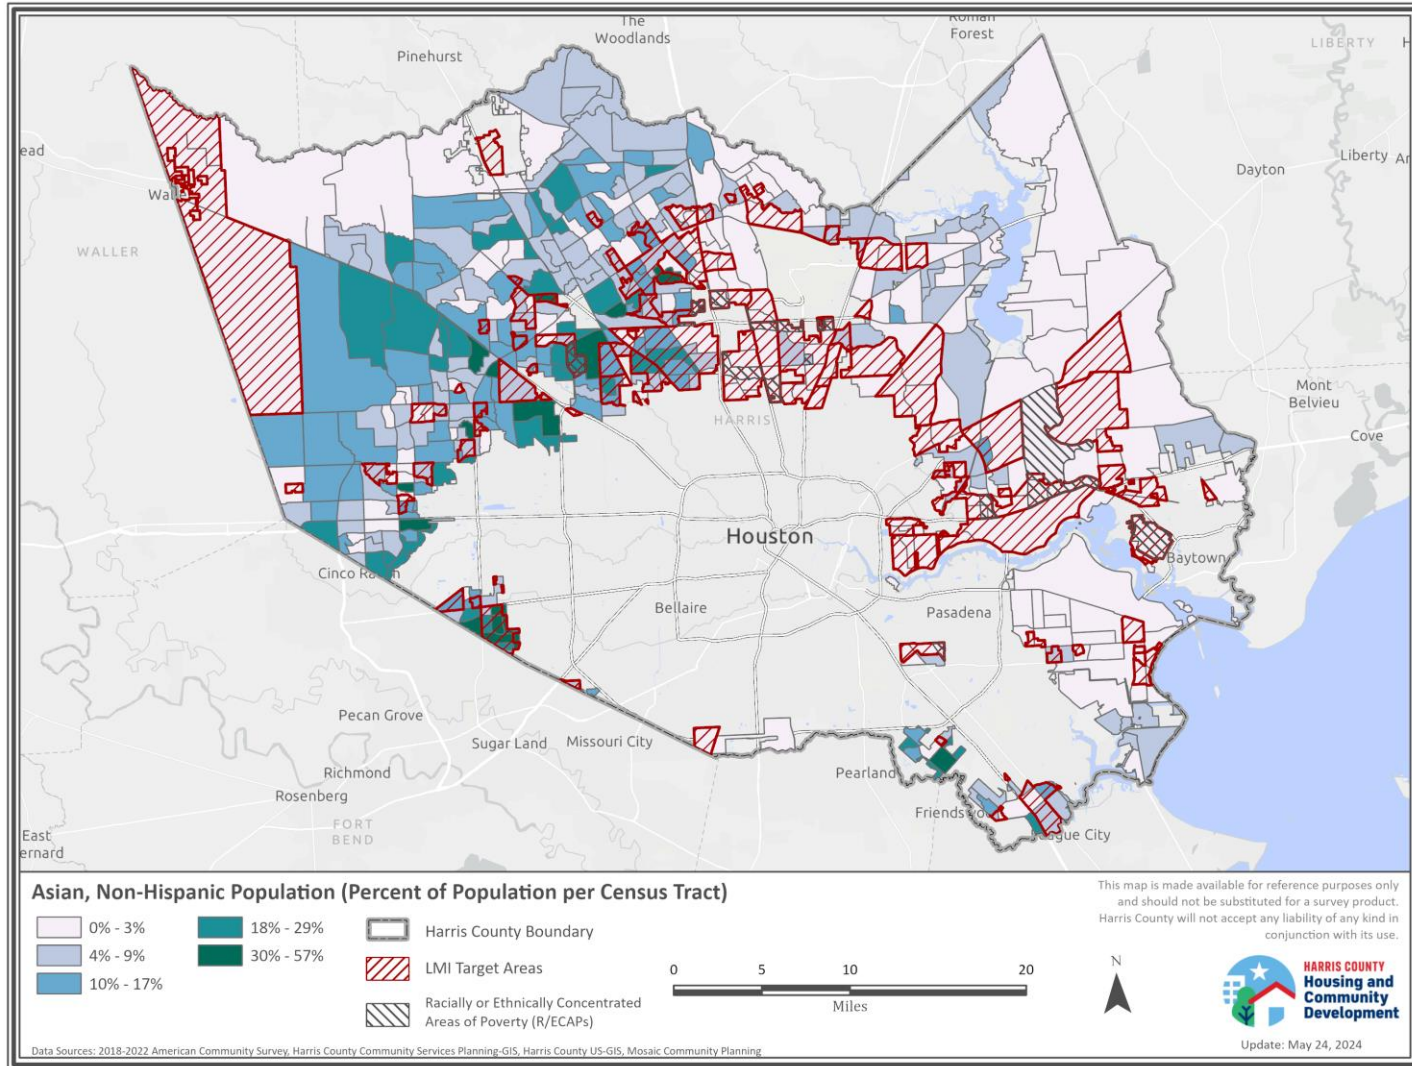 The
Woodlands
Roman
Forest
LIBERTY
H
Pinehurst
ead
Liberty
Ar
Dayton
WALLER
Mont
Belvieu
HARRIS
Cove
Houston
Cinco
Baytown
Bellaire
Pasadena
Pecan Grove
Sugar Land
Missouri City
Pearland
Richmond
Rosenberg
FORT
BEND
East
ernard
Asian, Non-Hispanic Population (Percent of Population per Census Tract)
0% - 3%
4% - 9%
10% - 17%
18% - 29%
30% - 57%
Harris County Boundary
LMI Target Areas
Racially or Ethnically Concentrated
Areas of Poverty (R/ECAPs)
0 5 10 20
Miles
N
This map is made available for reference purposes only
and should not be substituted for a survey product.
Harris County will not accept any liability of any kind in
conjunction with its use.
HARRIS COUNTY
Housing and
Community
Development
Update: May 24, 2024
Data Sources: 2018-2022 American Community Survey, Harris County Community Services Planning-GIS, Harris County US-GIS, Mosaic Community Planning